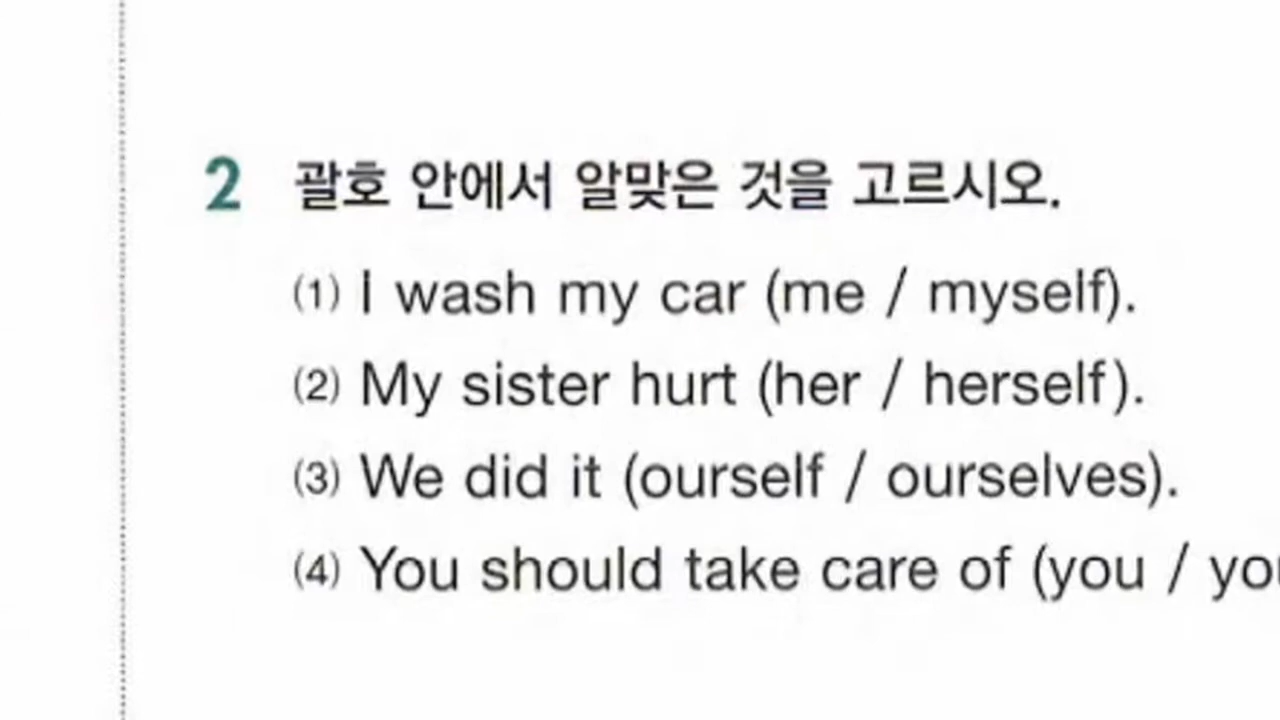 2 괄호 안에서 알맞은 것을 고르시오.
(1) I wash my car (me / myself).
(2) My sister hurt (her / herself).
(3) We did it (ourself / ourselves).
(4) You should take care of (you /